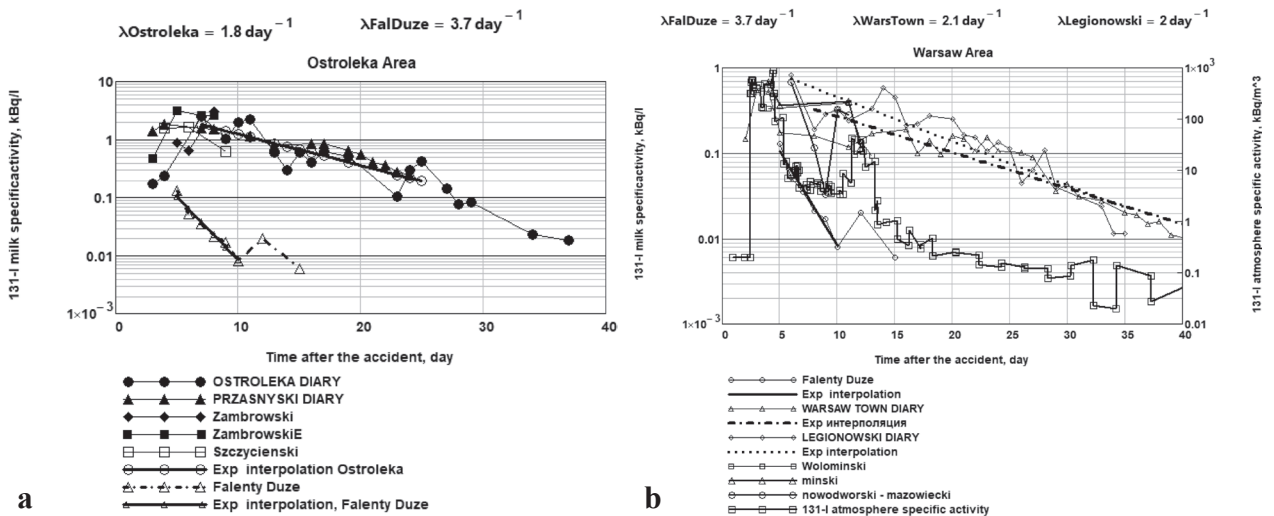 λOstroleka = 1.8 day⁻¹
λFalDuze = 3.7 day⁻¹
Ostroleka Area
131-I milk specificactivity, kBq/l
10
1
0.1
0.01
1×10⁻³
0
10
20
30
40
Time after the accident, day
OSTROLEKA DIARY
PRZASNYSKI DIARY
Zambrowski
ZambrowskiE
Szczycienski
Exp interpolation Ostroleka
Falenty Duze
Exp interpolation, Falenty Duze
a
λFalDuze = 3.7 day⁻¹
λWarsTown = 2.1 day⁻¹
λLegionowski = 2 day⁻¹
Warsaw Area
131-I milk specificactivity, kBq/l
1
0.1
0.01
1×10⁻³
1×10³
100
10
1
0.1
0.01
131-I atmosphere specific activity, kBq/m^3
0
5
10
15
20
25
30
35
40
Time after the accident, day
Falenty Duze
Exp interpolation
WARSAW TOWN DIARY
Exp интерполяция
LEGIONOWSKI DIARY
Exp interpolation
Wolominski
minski
nowodworski - mazowiecki
131-I atmosphere specific activity
b